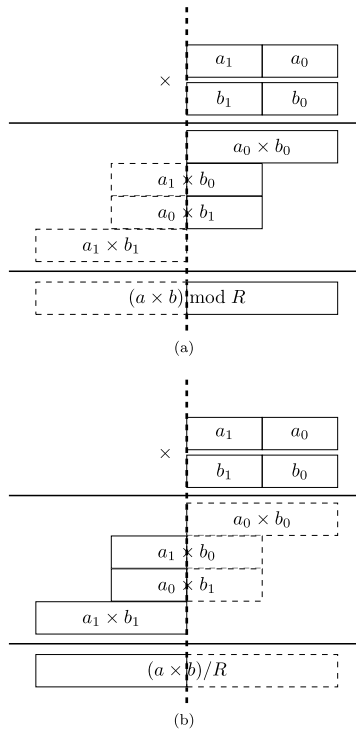 a₁ a₀
×
b₁ b₀
a₀ × b₀
a₁ × b₀
a₀ × b₁
a₁ × b₁
(a × b) mod R
(a)
a₁ a₀
×
b₁ b₀
a₀ × b₀
a₁ × b₀
a₀ × b₁
a₁ × b₁
(a × b)/R
(b)